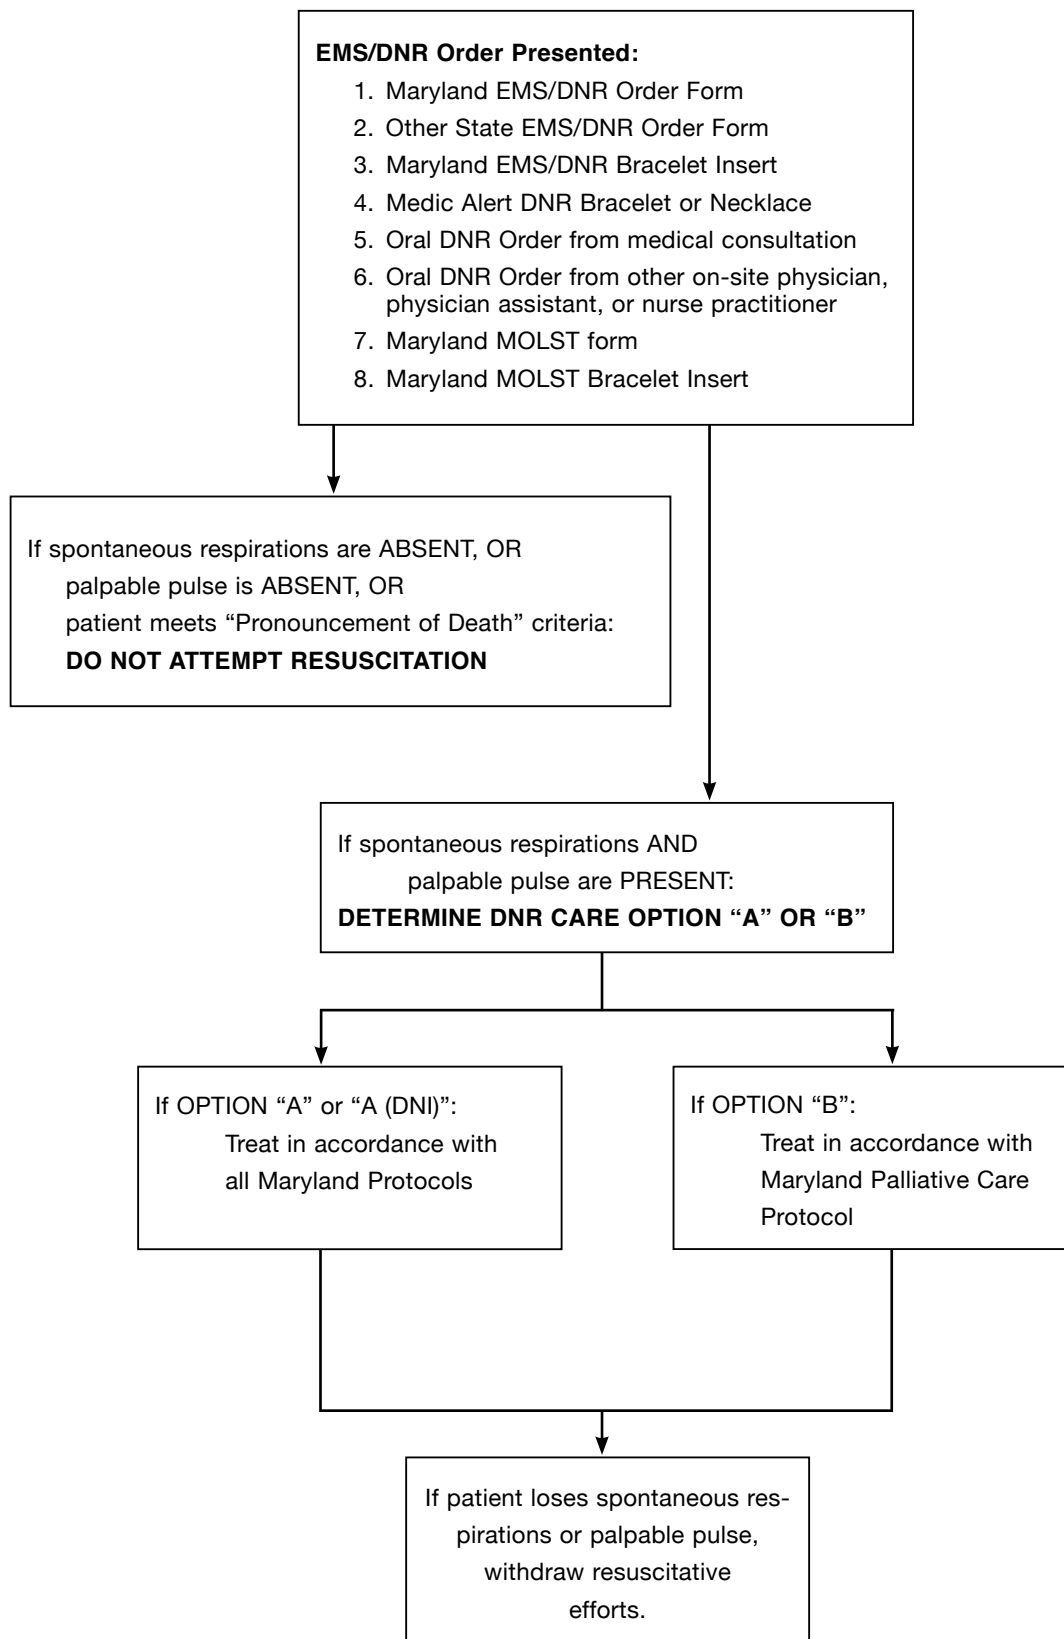 EMS/DNR Order Presented:
1. Maryland EMS/DNR Order Form
2. Other State EMS/DNR Order Form
3. Maryland EMS/DNR Bracelet Insert
4. Medic Alert DNR Bracelet or Necklace
5. Oral DNR Order from medical consultation
6. Oral DNR Order from other on-site physician,
physician assistant, or nurse practitioner
7. Maryland MOLST form
8. Maryland MOLST Bracelet Insert
If spontaneous respirations are ABSENT, OR
palpable pulse is ABSENT, OR
patient meets “Pronouncement of Death” criteria:
DO NOT ATTEMPT RESUSCITATION
If spontaneous respirations AND
palpable pulse are PRESENT:
DETERMINE DNR CARE OPTION “A” OR “B”
If OPTION “A” or “A (DNI)”:
Treat in accordance with
all Maryland Protocols
If OPTION “B”:
Treat in accordance with
Maryland Palliative Care
Protocol
If patient loses spontaneous res-
pirations or palpable pulse,
withdraw resuscitative
efforts.